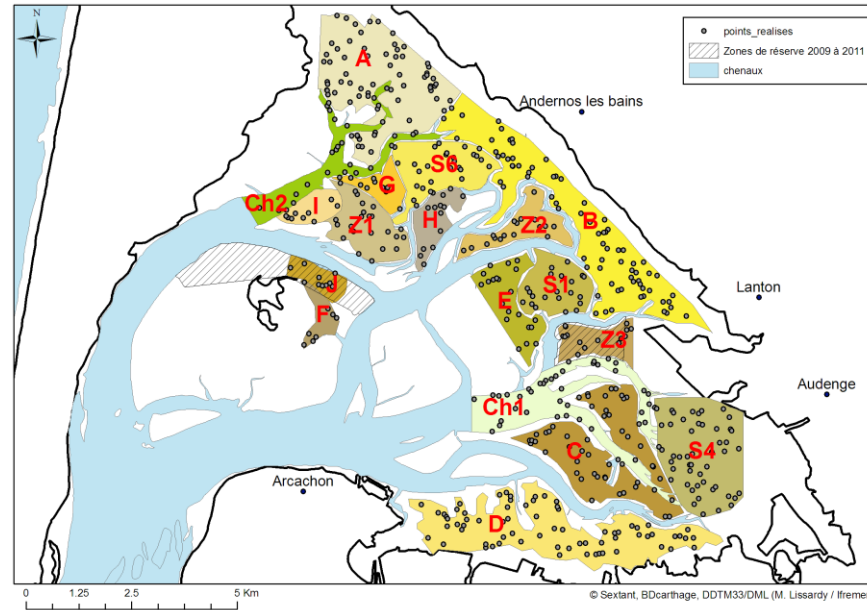 N
points_realises
Zones de réserve 2009 à 2011
chenaux
A
Andernos les bains
S6
G
Ch2
I
Z1
H
Z2
B
J
E
S1
Lanton
F
Z3
Audenge
Ch1
C
S4
Arcachon
D
0 1.25 2.5 5 Km
© Sextant, BDcarthage, DDTM33/DML (M. Lissardy / Ifremer